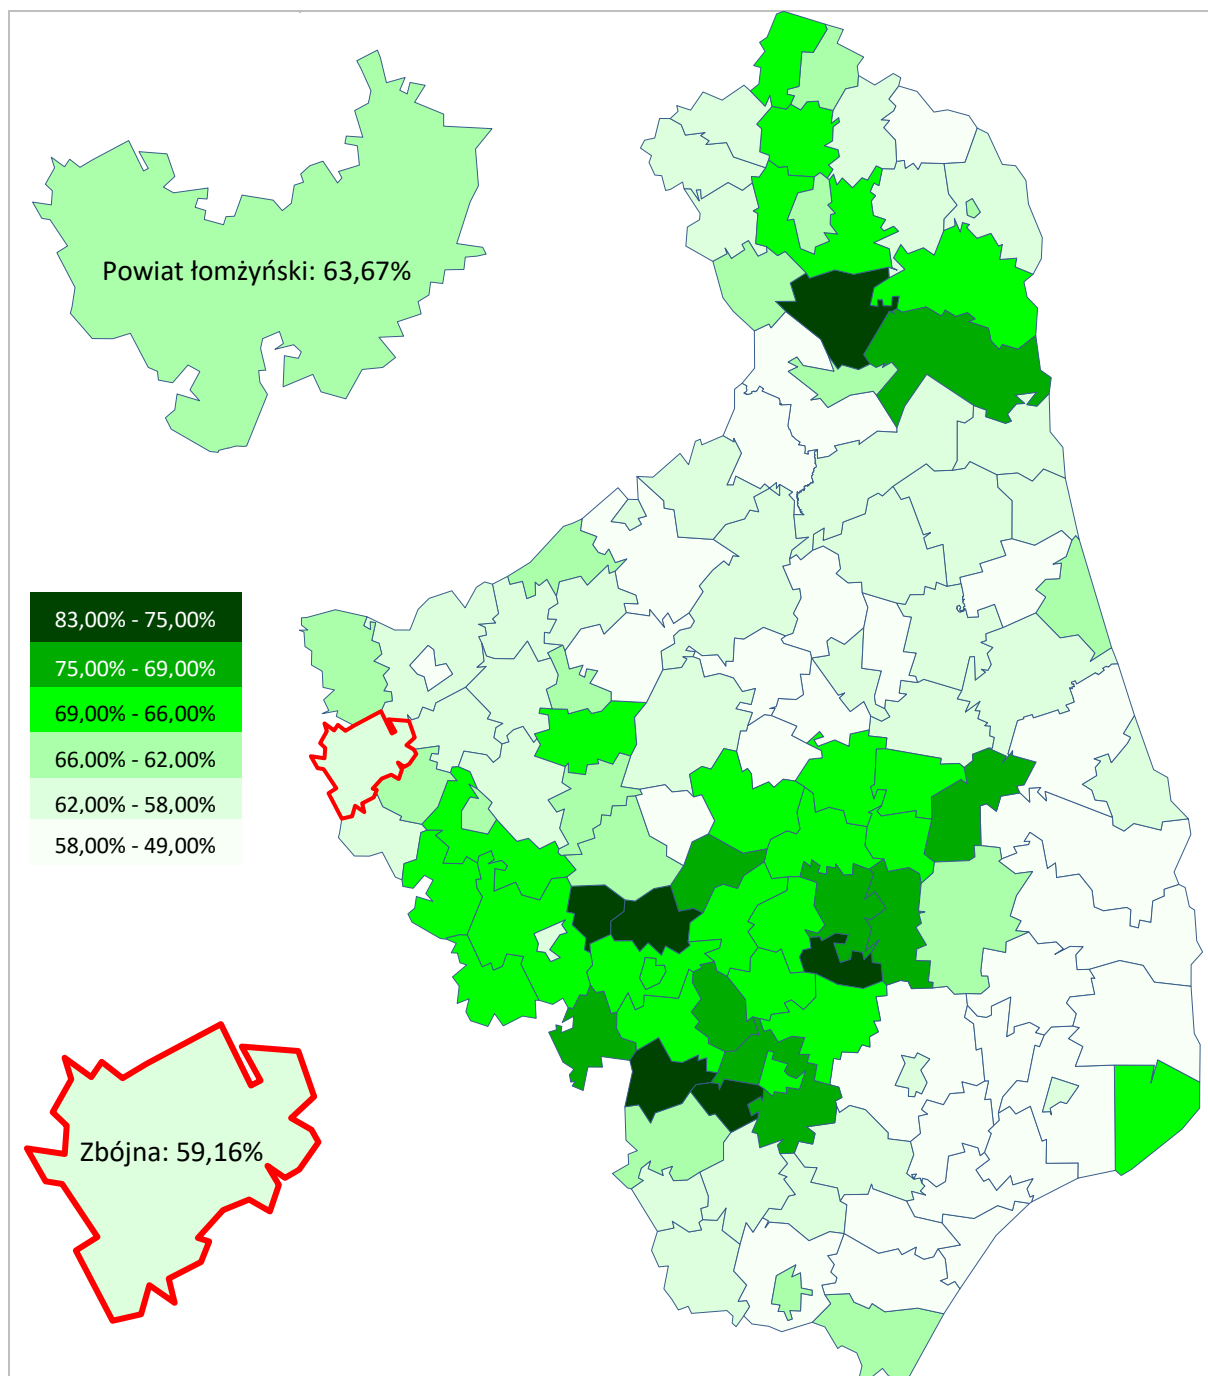 Powiat łomżyński: 63,67%
83,00% - 75,00%
75,00% - 69,00%
69,00% - 66,00%
66,00% - 62,00%
62,00% - 58,00%
58,00% - 49,00%
Zbójna: 59,16%